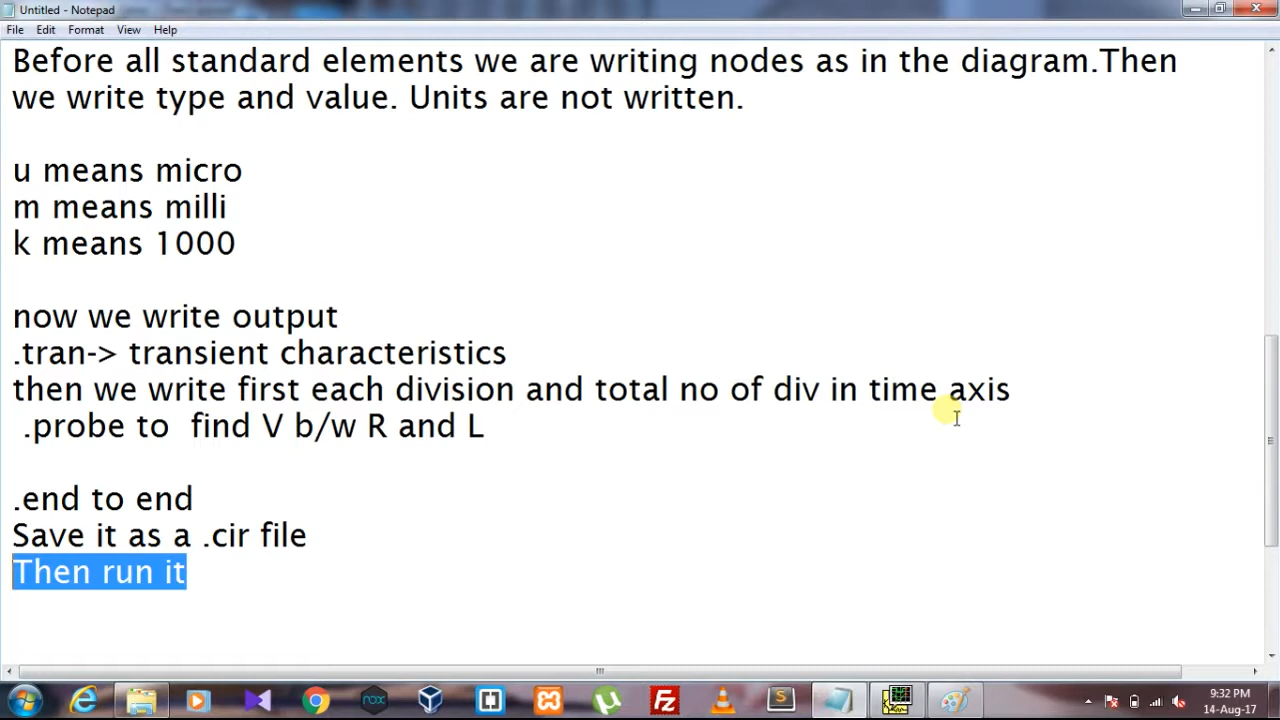 Untitled - Notepad
File Edit Format View Help
Before all standard elements we are writing nodes as in the diagram.Then
we write type and value. Units are not written.
u means micro
m means milli
k means 1000
now we write output
.tran-> transient characteristics
then we write first each division and total no of div in time axis
.probe to  find V b/w R and L
.end to end
Save it as a .cir file
Then run it
nox
S
9:32 PM
14-Aug-17